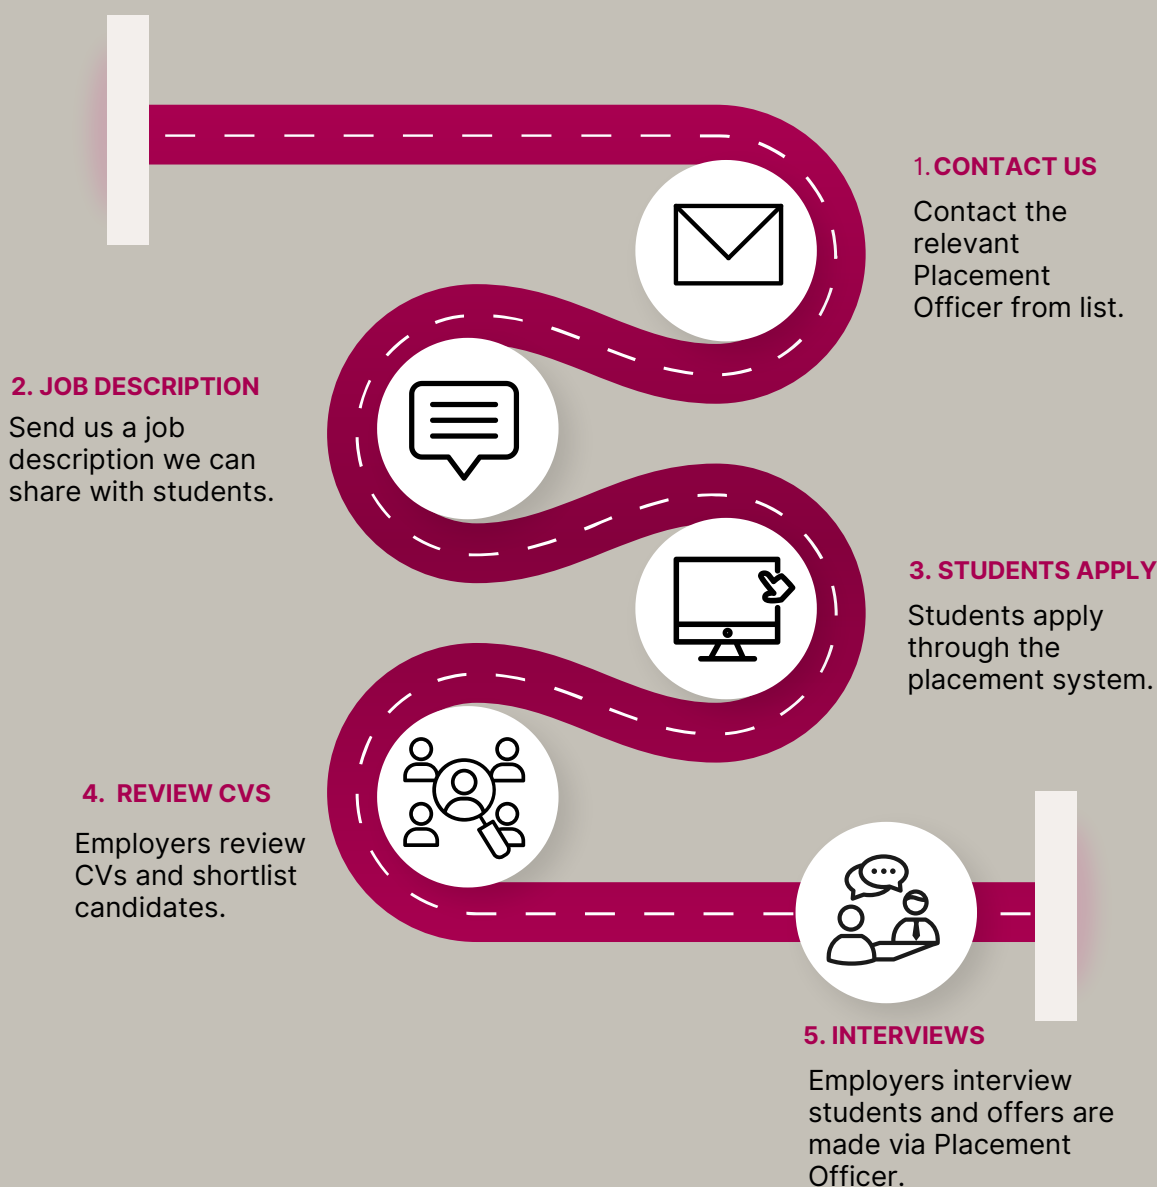 1. CONTACT US
Contact the
relevant
Placement
Officer from list.
2. JOB DESCRIPTION
Send us a job
description we can
share with students.
3. STUDENTS APPLY
Students apply
through the
placement system.
4. REVIEW CVS
Employers review
CVs and shortlist
candidates.
5. INTERVIEWS
Employers interview
students and offers are
made via Placement
Officer.